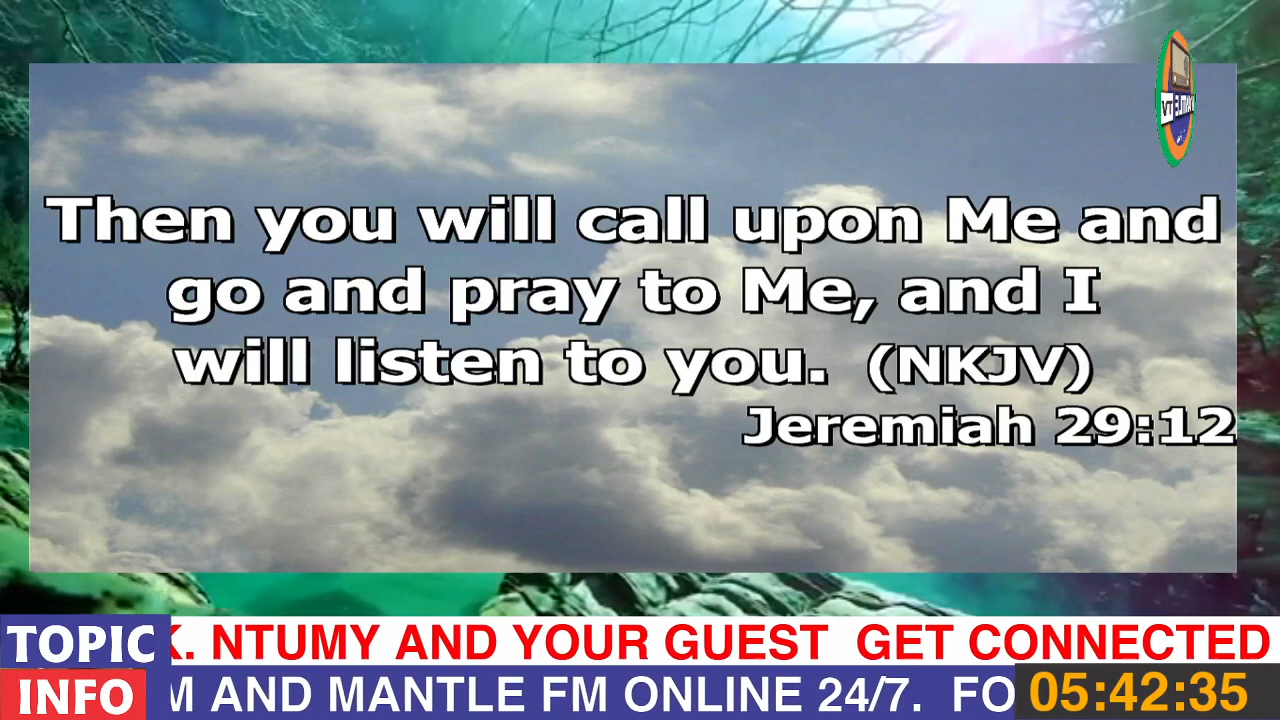 Then you will call upon Me and
go and pray to Me, and I
will listen to you. (NKJV)
Jeremiah 29:12
TOPIC K. NTUMY AND YOUR GUEST GET CONNECTED
INFO M AND MANTLE FM ONLINE 24/7. FO 05:42:35